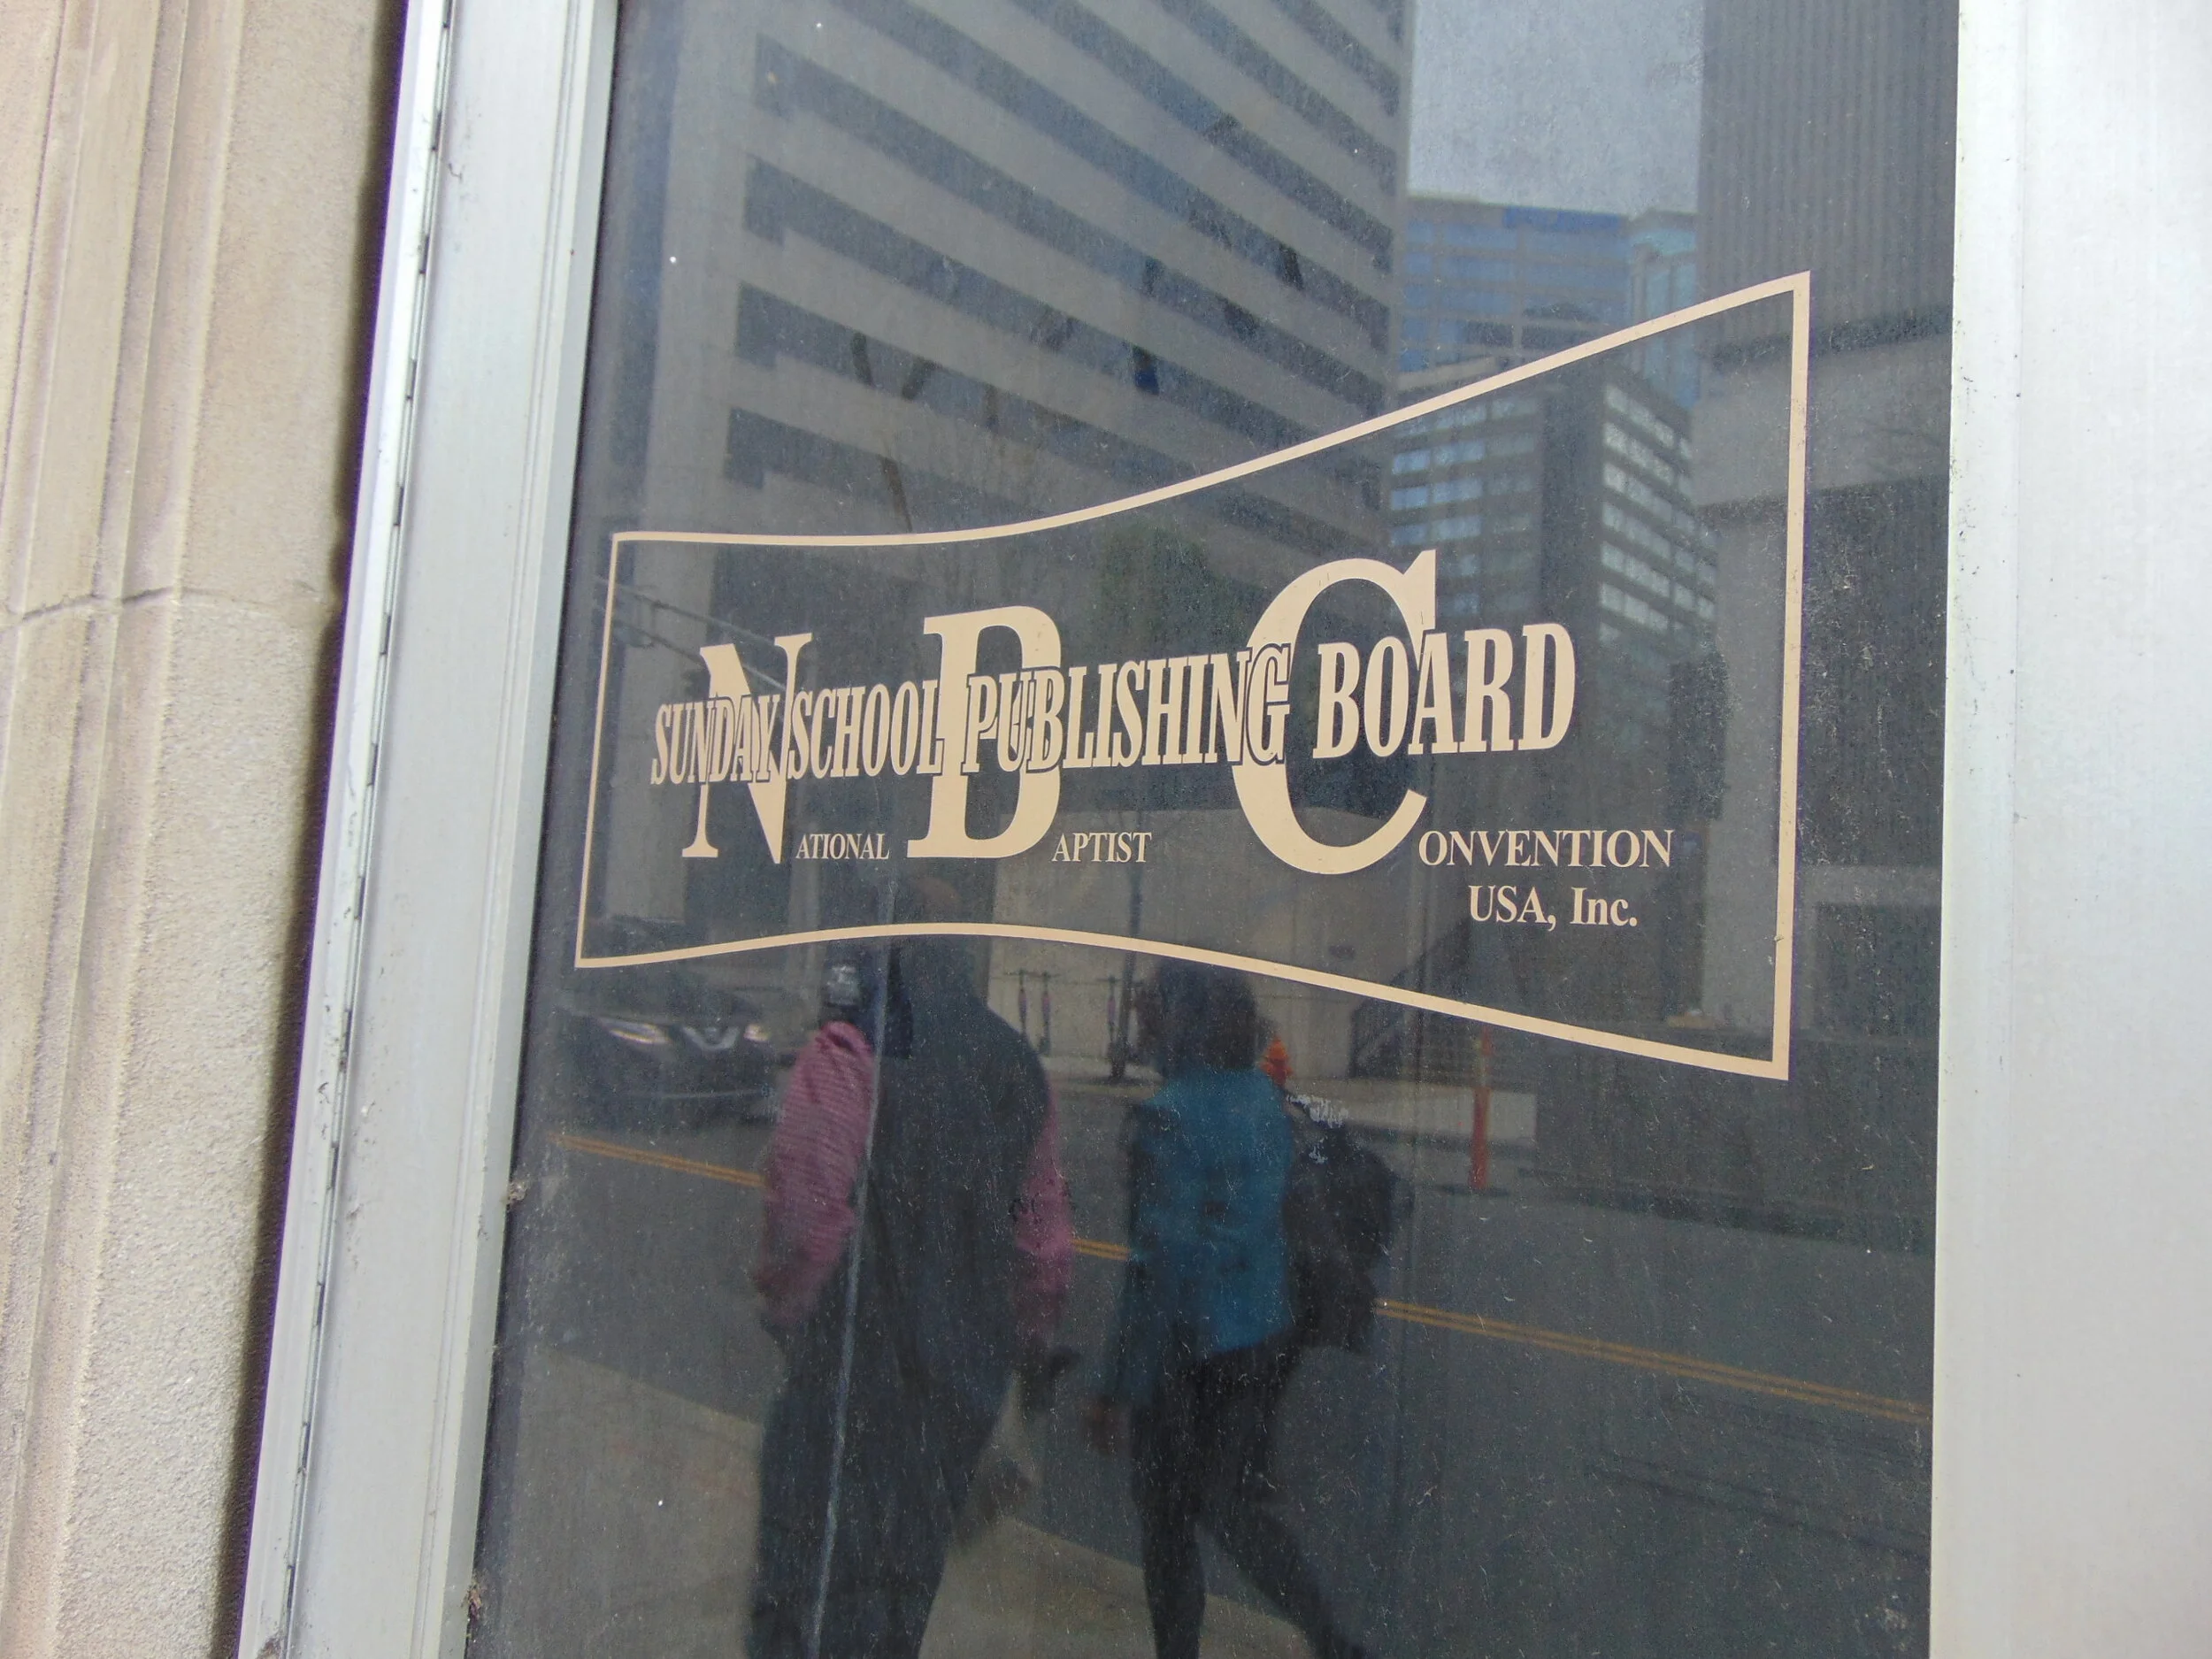 SUNDAY SCHOOL PUBLISHING BOARD
NATIONAL BAPTIST CONVENTION
USA, Inc.